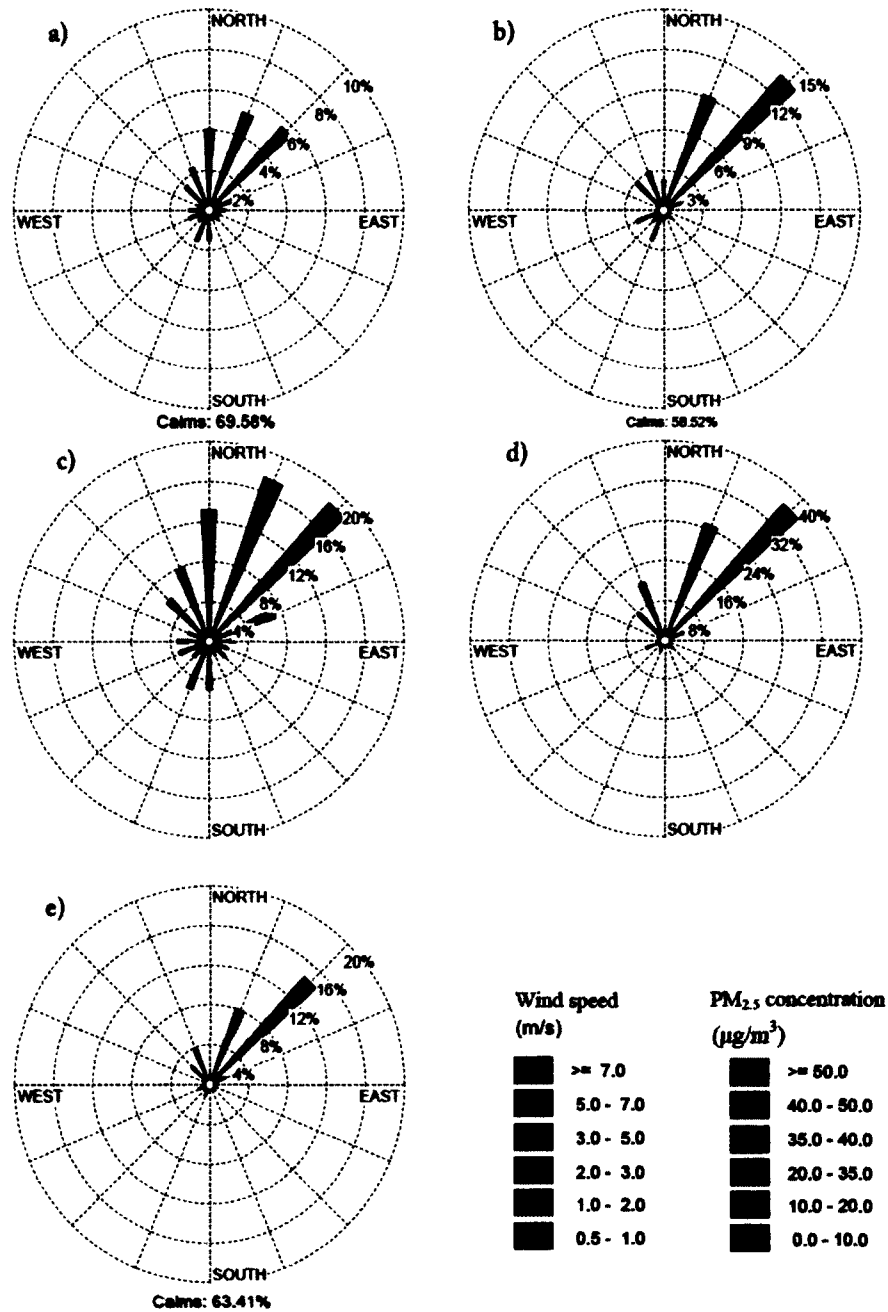 a)
NORTH
10%
8%
6%
4%
2%
WEST
EAST
SOUTH
Calms: 69.58%
b)
NORTH
15%
12%
9%
6%
3%
WEST
EAST
SOUTH
Calms: 58.52%
c)
NORTH
20%
16%
12%
8%
4%
WEST
EAST
SOUTH
d)
NORTH
40%
32%
24%
16%
8%
WEST
EAST
SOUTH
e)
NORTH
20%
16%
12%
8%
4%
WEST
EAST
SOUTH
Calms: 63.41%
Wind speed
(m/s)
>= 7.0
5.0 - 7.0
3.0 - 5.0
2.0 - 3.0
1.0 - 2.0
0.5 - 1.0
PM2.5 concentration
(µg/m³)
>= 50.0
40.0 - 50.0
35.0 - 40.0
20.0 - 35.0
10.0 - 20.0
0.0 - 10.0